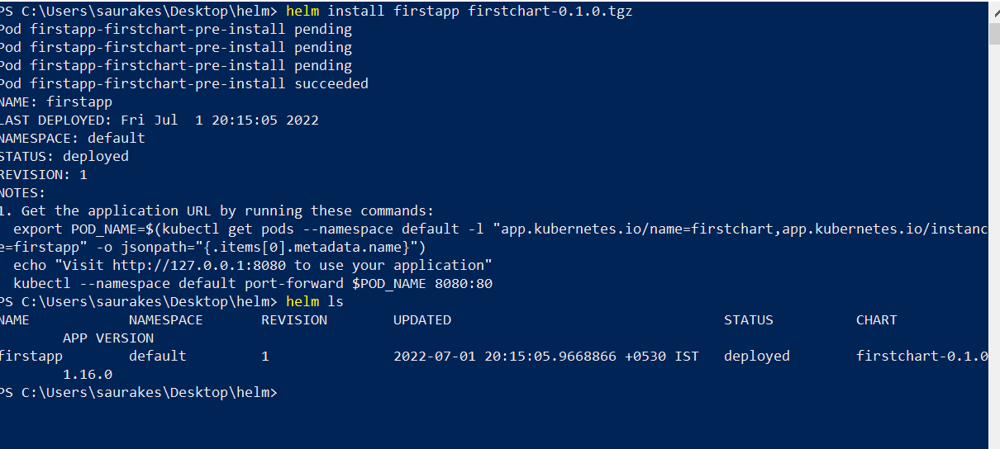 PS C:\Users\saurakes\Desktop\helm> helm install firstapp firstchart-0.1.0.tgz
Pod firstapp-firstchart-pre-install pending
Pod firstapp-firstchart-pre-install pending
Pod firstapp-firstchart-pre-install pending
Pod firstapp-firstchart-pre-install succeeded
NAME: firstapp
LAST DEPLOYED: Fri Jul  1 20:15:05 2022
NAMESPACE: default
STATUS: deployed
REVISION: 1
NOTES:
1. Get the application URL by running these commands:
  export POD_NAME=$(kubectl get pods --namespace default -l "app.kubernetes.io/name=firstchart,app.kubernetes.io/instanc
e=firstapp" -o jsonpath="{.items[0].metadata.name}")
  echo "Visit http://127.0.0.1:8080 to use your application"
  kubectl --namespace default port-forward $POD_NAME 8080:80
PS C:\Users\saurakes\Desktop\helm> helm ls
NAME            NAMESPACE       REVISION        UPDATED                                 STATUS          CHART
        APP VERSION
firstapp        default         1               2022-07-01 20:15:05.9668866 +0530 IST   deployed        firstchart-0.1.0
        1.16.0
PS C:\Users\saurakes\Desktop\helm>